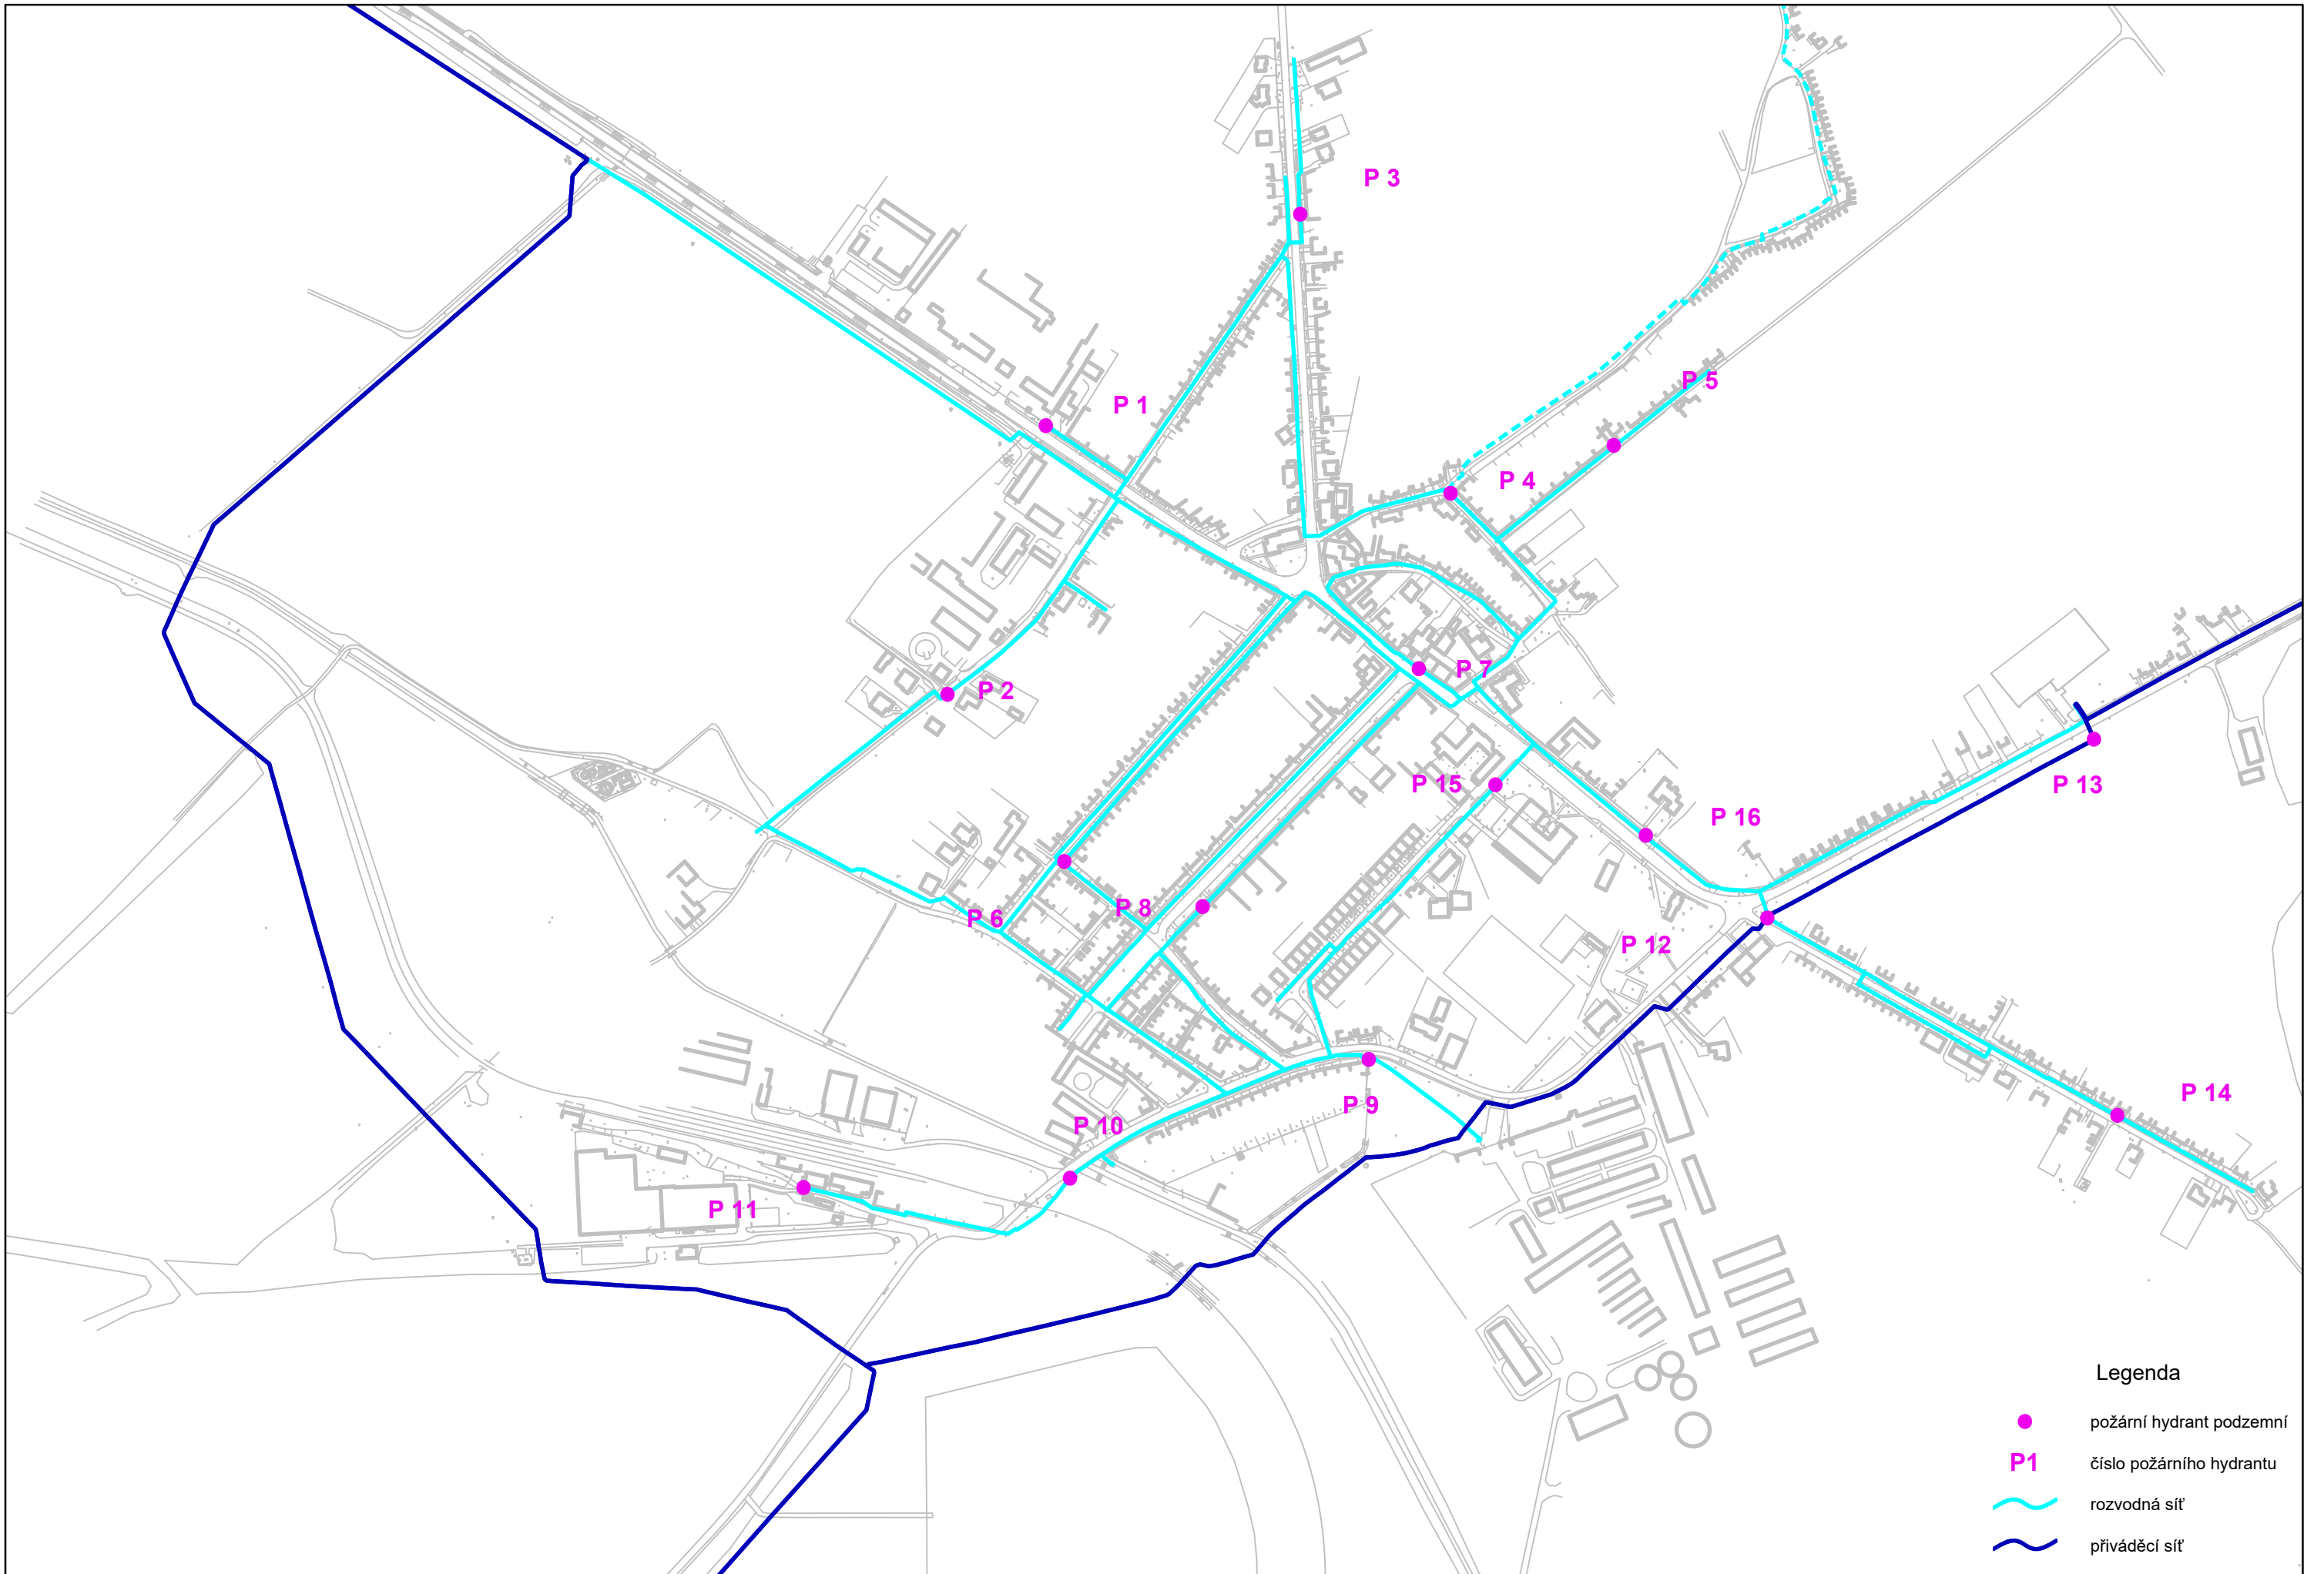 P 3
P 5
P 1
P 4
P 7
P 2
P 15
P 13
P 16
P 8
P 6
P 12
P 14
P 9
P 10
P 11
Legenda
požární hydrant podzemní
P1 číslo požárního hydrantu
rozvodná síť
přiváděcí síť